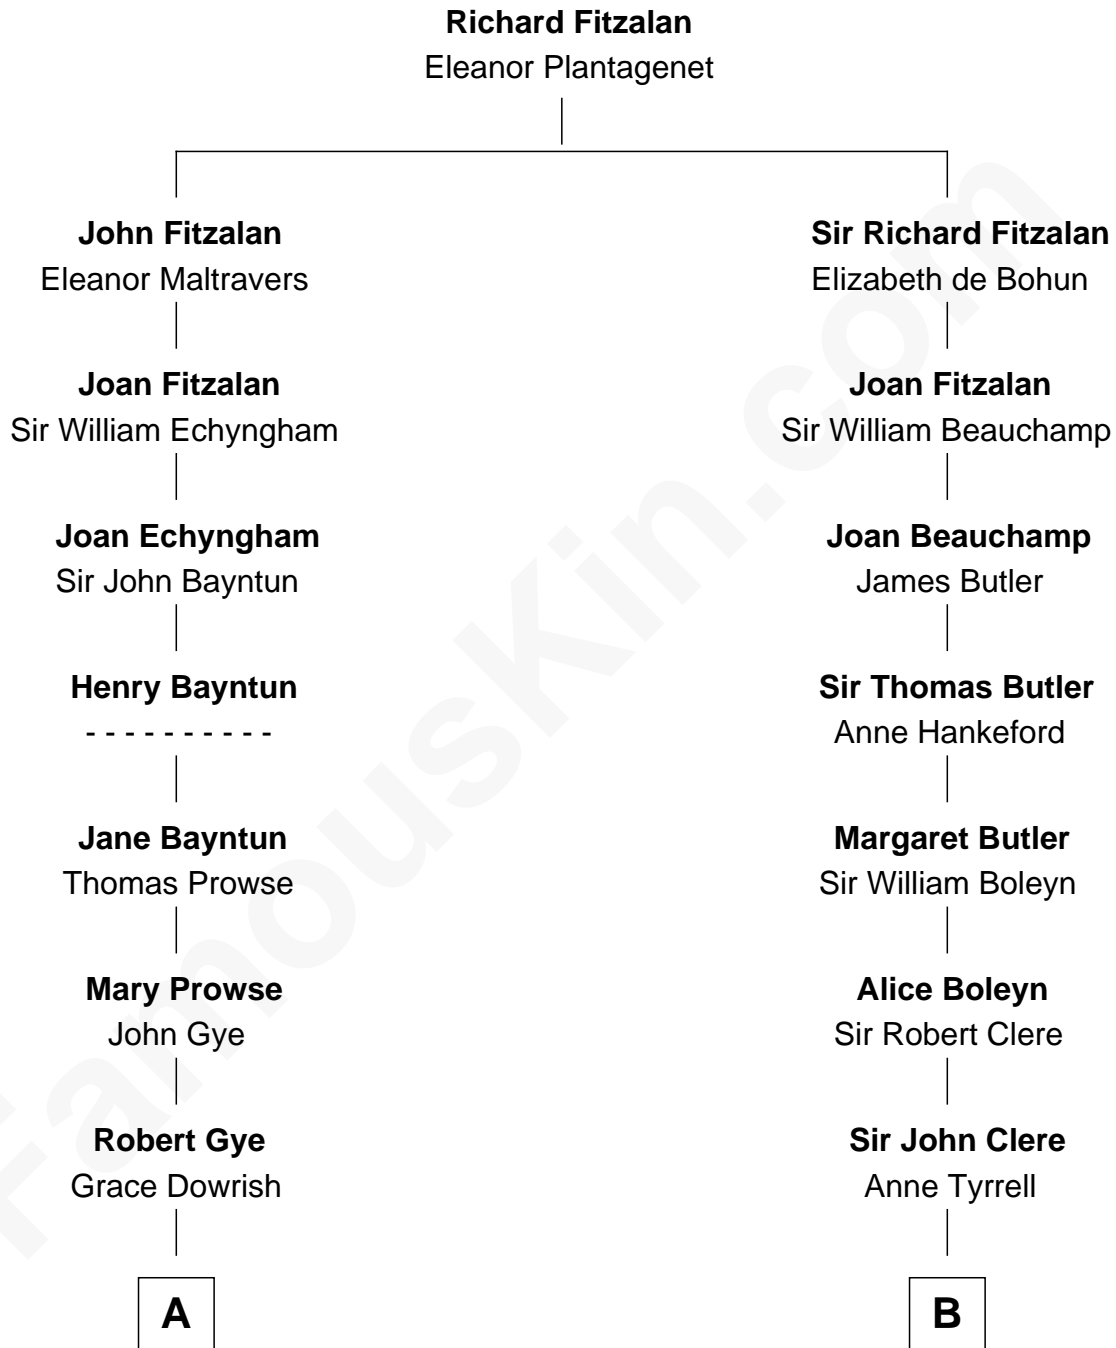 Richard Fitzalan
Eleanor Plantagenet
John Fitzalan
Eleanor Maltravers
Sir Richard Fitzalan
Elizabeth de Bohun
Joan Fitzalan
Sir William Echyngham
Joan Fitzalan
Sir William Beauchamp
Joan Echyngham
Sir John Bayntun
Joan Beauchamp
James Butler
Henry Bayntun
- - - - - - - - - -
Sir Thomas Butler
Anne Hankeford
Jane Bayntun
Thomas Prowse
Margaret Butler
Sir William Boleyn
Mary Prowse
John Gye
Alice Boleyn
Sir Robert Clere
Robert Gye
Grace Dowrish
Sir John Clere
Anne Tyrrell
A
B
FamousKin.com